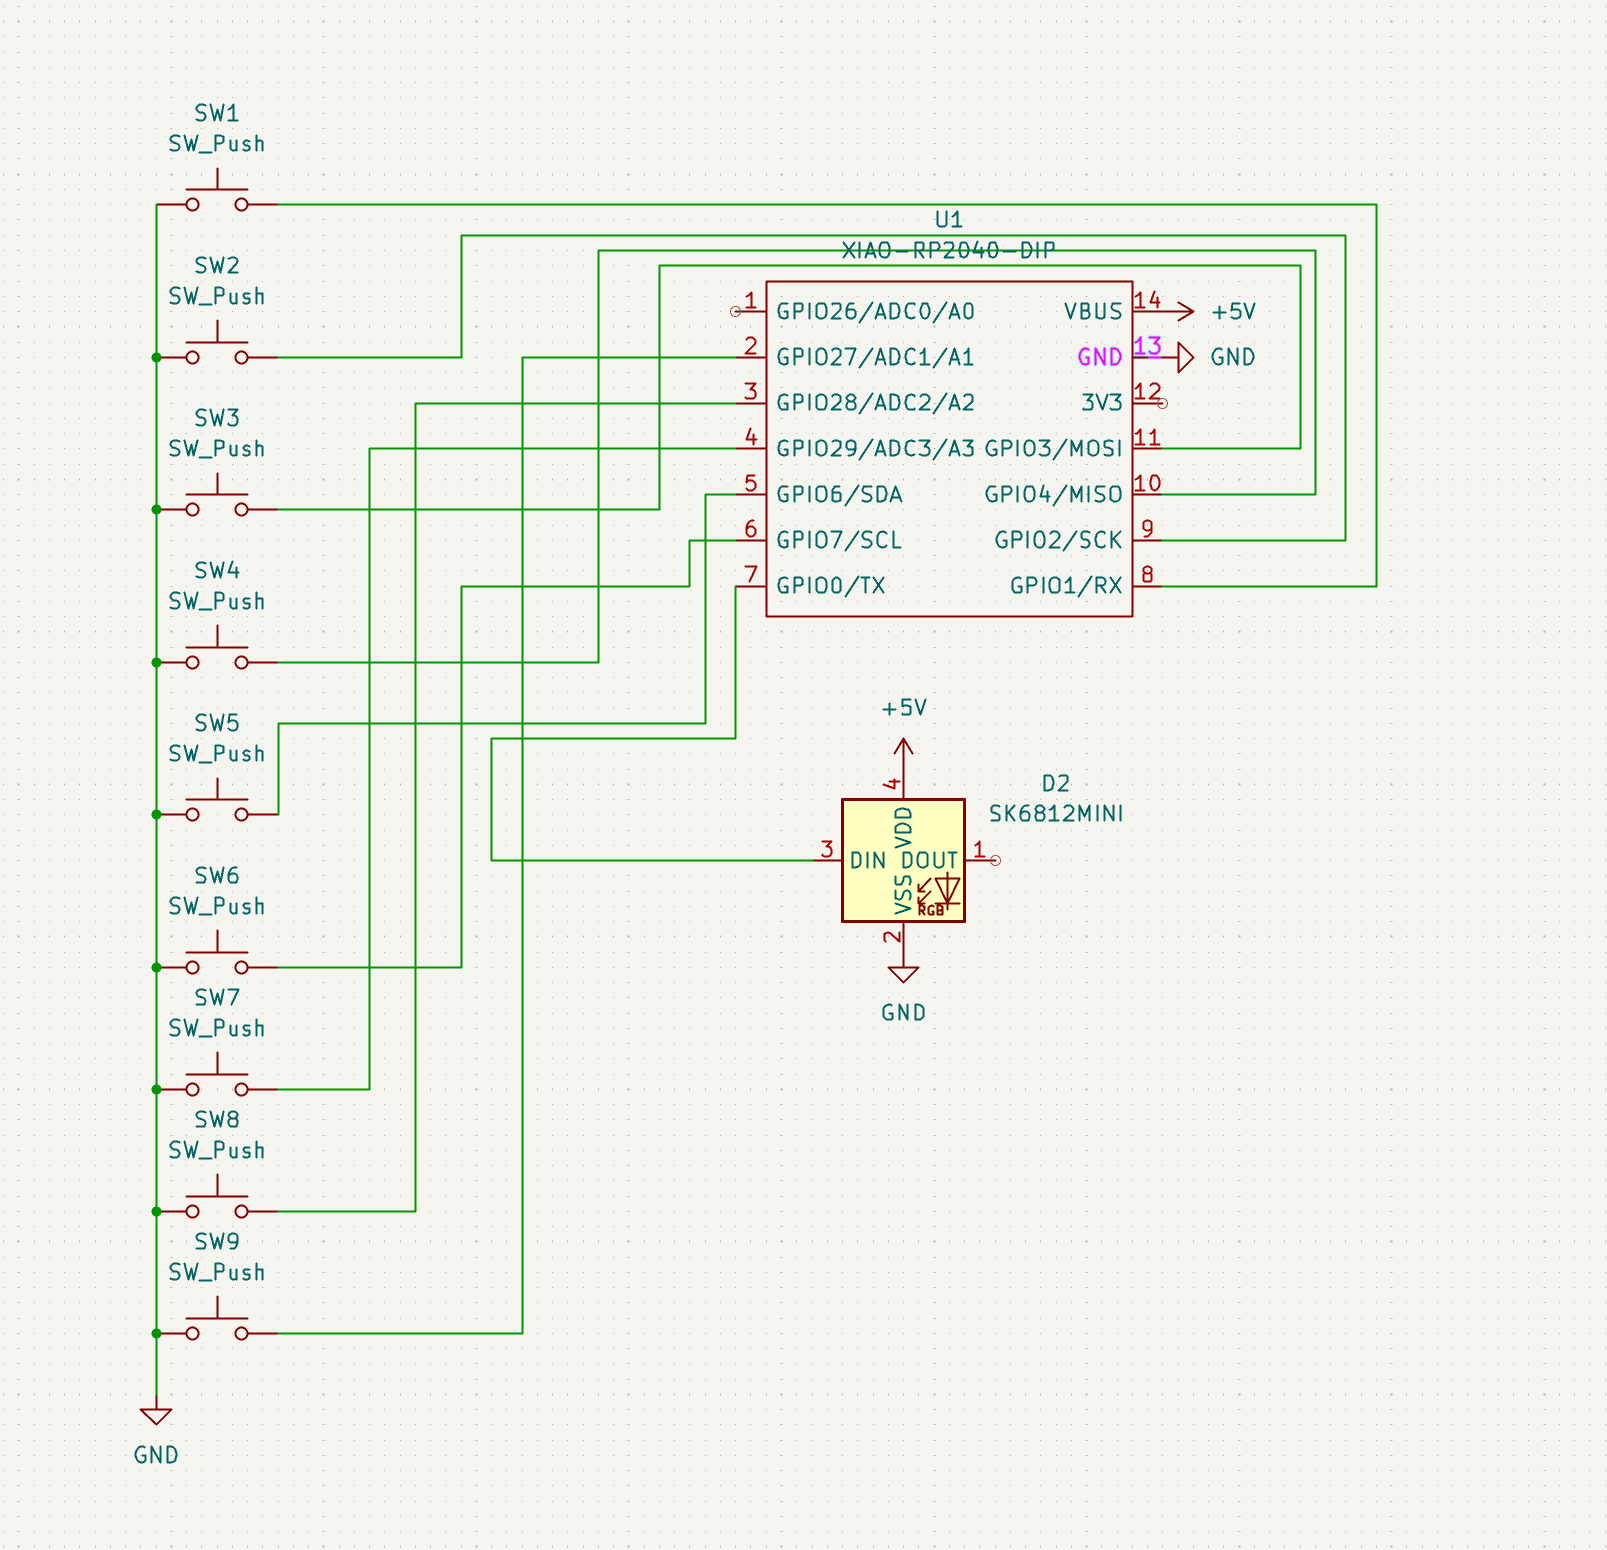 SW1
SW_Push
SW2
SW_Push
SW3
SW_Push
SW4
SW_Push
SW5
SW_Push
SW6
SW_Push
SW7
SW_Push
SW8
SW_Push
SW9
SW_Push
GND
U1
XIAO-RP2040-DIP
1 GPIO26/ADC0/A0 VBUS 14 +5V
2 GPIO27/ADC1/A1 GND 13 GND
3 GPIO28/ADC2/A2 3V3 12
4 GPIO29/ADC3/A3 GPIO3/MOSI 11
5 GPIO6/SDA GPIO4/MISO 10
6 GPIO7/SCL GPIO2/SCK 9
7 GPIO0/TX GPIO1/RX 8
+5V
D2
SK6812MINI
4
VDD
3 DIN DOUT 1
VSS
RGB
2
GND